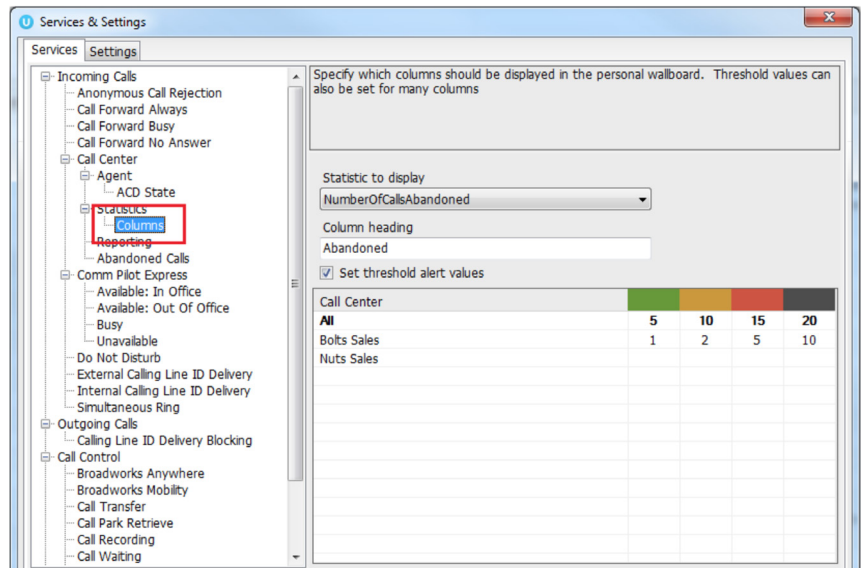 Services & Settings
Services Settings
Incoming Calls
Anonymous Call Rejection
Call Forward Always
Call Forward Busy
Call Forward No Answer
Call Center
Agent
ACD State
Statistics
Columns
Reporting
Abandoned Calls
Comm Pilot Express
Available: In Office
Available: Out Of Office
Busy
Unavailable
Do Not Disturb
External Calling Line ID Delivery
Internal Calling Line ID Delivery
Simultaneous Ring
Outgoing Calls
Calling Line ID Delivery Blocking
Call Control
Broadworks Anywhere
Broadworks Mobility
Call Transfer
Call Park Retrieve
Call Recording
Call Waiting
Specify which columns should be displayed in the personal wallboard. Threshold values can
also be set for many columns
Statistic to display
NumberOfCallsAbandoned
Column heading
Abandoned
Set threshold alert values
Call Center
All 5 10 15 20
Bolts Sales 1 2 5 10
Nuts Sales